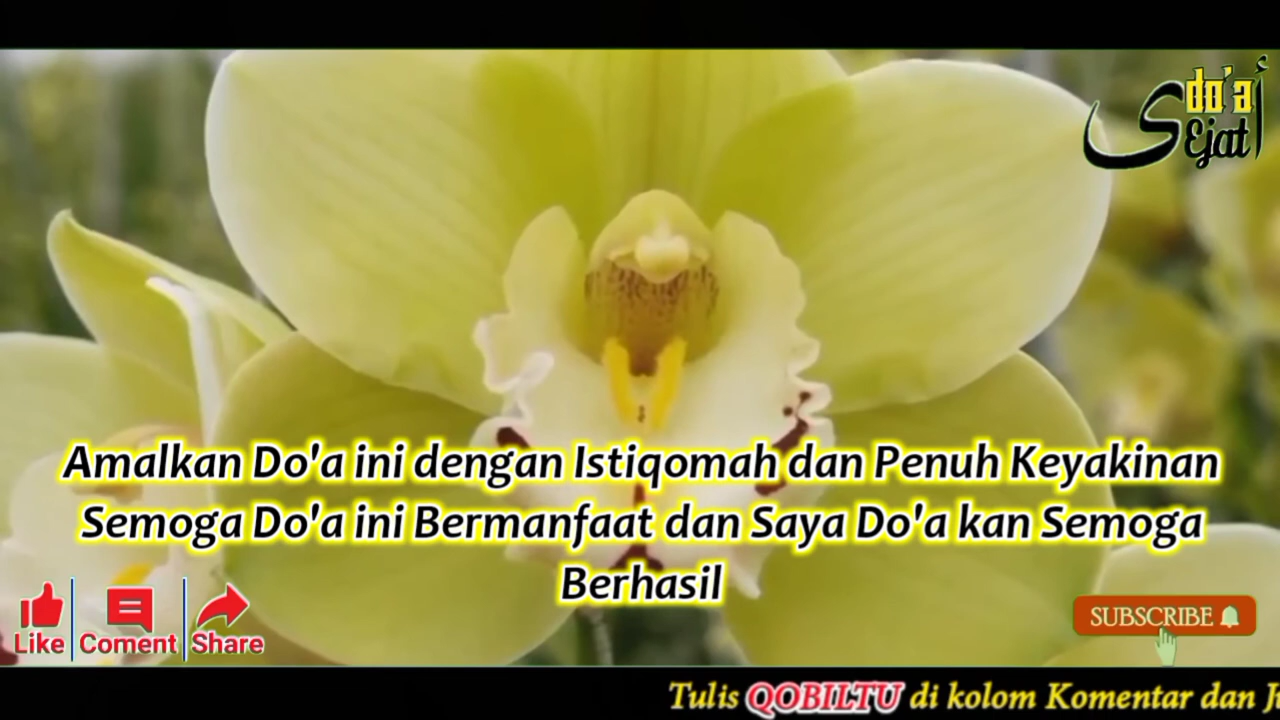 do'a
Ejati
Amalkan Do'a ini dengan Istiqomah dan Penuh Keyakinan
Semoga Do'a ini Bermanfaat dan Saya Do'a kan Semoga
Berhasil
Like Coment Share
SUBSCRIBE
Tulis QOBILTU di kolom Komentar dan